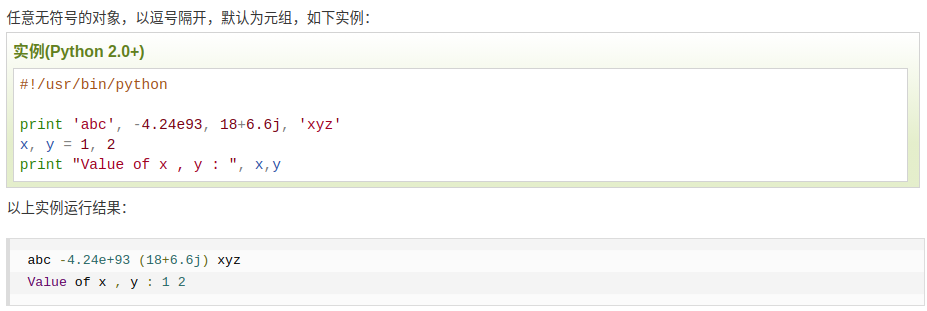 任意无符号的对象，以逗号隔开，默认为元组，如下实例：
实例(Python 2.0+)
#!/usr/bin/python
print 'abc', -4.24e93, 18+6.6j, 'xyz'
x, y = 1, 2
print "Value of x , y : ", x,y
以上实例运行结果：
abc -4.24e+93 (18+6.6j) xyz
Value of x , y : 1 2